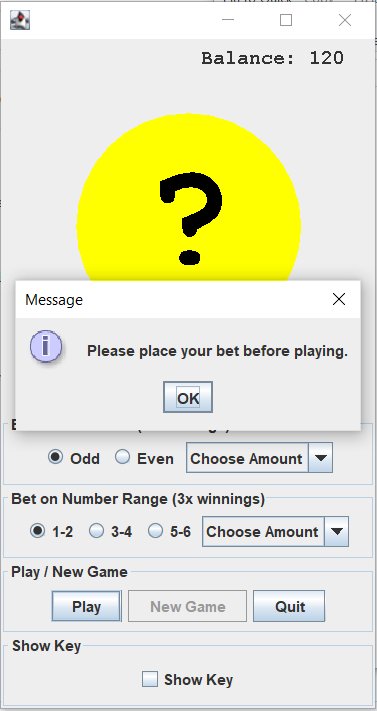 Balance: 120
?
Message
Please place your bet before playing.
OK
Odd Even Choose Amount
Bet on Number Range (3x winnings)
1-2 3-4 5-6 Choose Amount
Play / New Game
Play New Game Quit
Show Key
Show Key